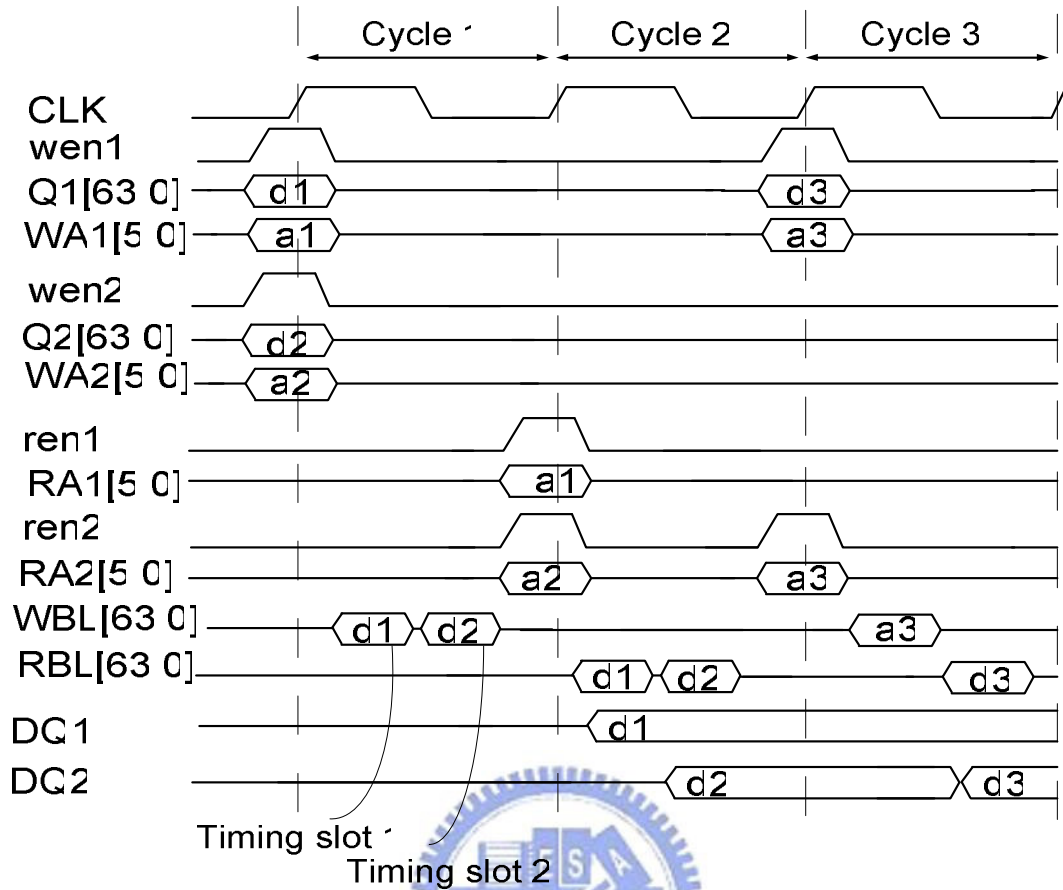 Cycle 1 Cycle 2 Cycle 3
CLK
wen1
Q1[63 0] d1 d3
WA1[5 0] a1 a3
wen2
Q2[63 0] d2
WA2[5 0] a2
ren1
RA1[5 0] a1
ren2
RA2[5 0] a2 a3
WBL[63 0] d1 d2 a3
RBL[63 0] d1 d2 d3
DQ1 d1
DQ2 d2 d3
Timing slot 1
Timing slot 2
ES A